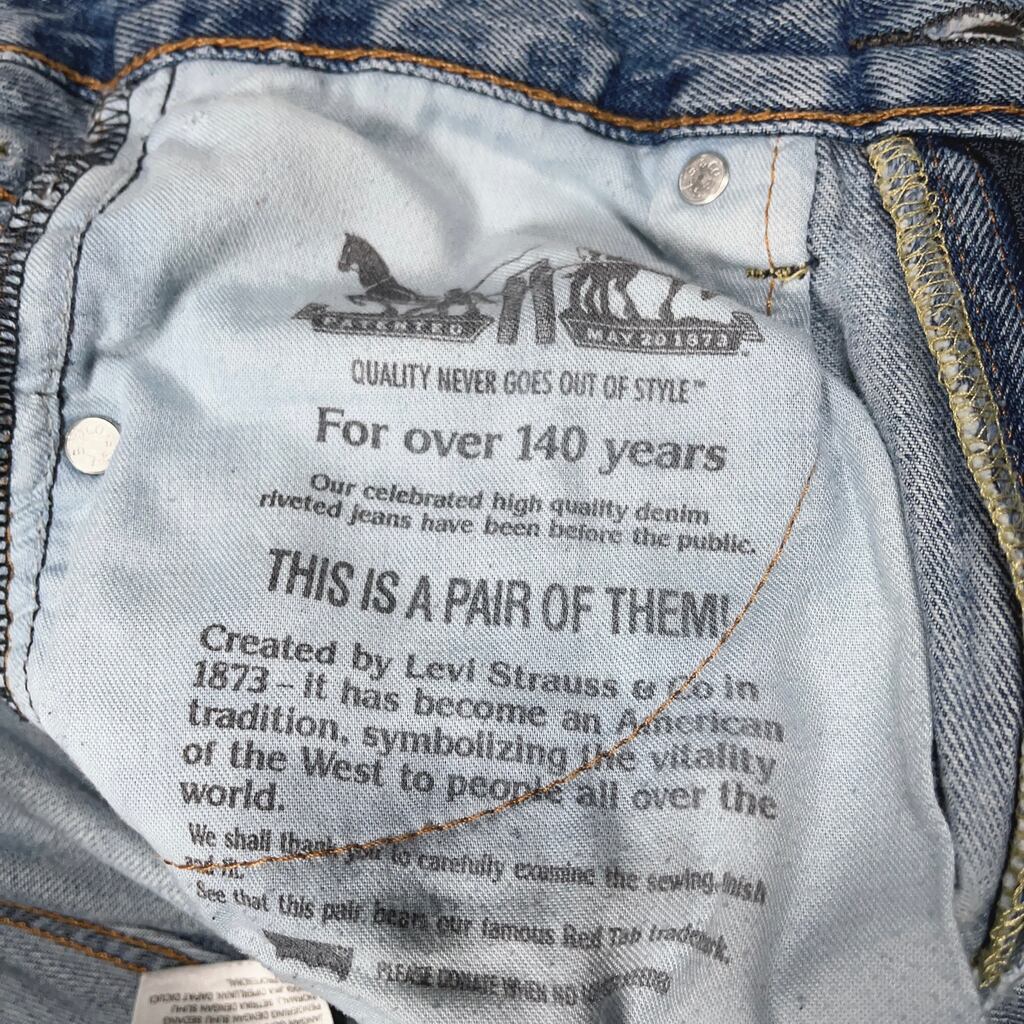 PATENTED
MAY 20 1873
QUALITY NEVER GOES OUT OF STYLE™
For over 140 years
Our celebrated high quality denim
riveted jeans have been before the public.
THIS IS A PAIR OF THEM!
Created by Levi Strauss & Co in
1873 – it has become an American
tradition, symbolizing the vitality
of the West to people all over the
world.
We shall thank you to carefully examine the sewing, finish
and fit.
See that this pair bears our famous Red Tab trademark.
PLEASE DONATE WHEN NO LONGER NEEDED